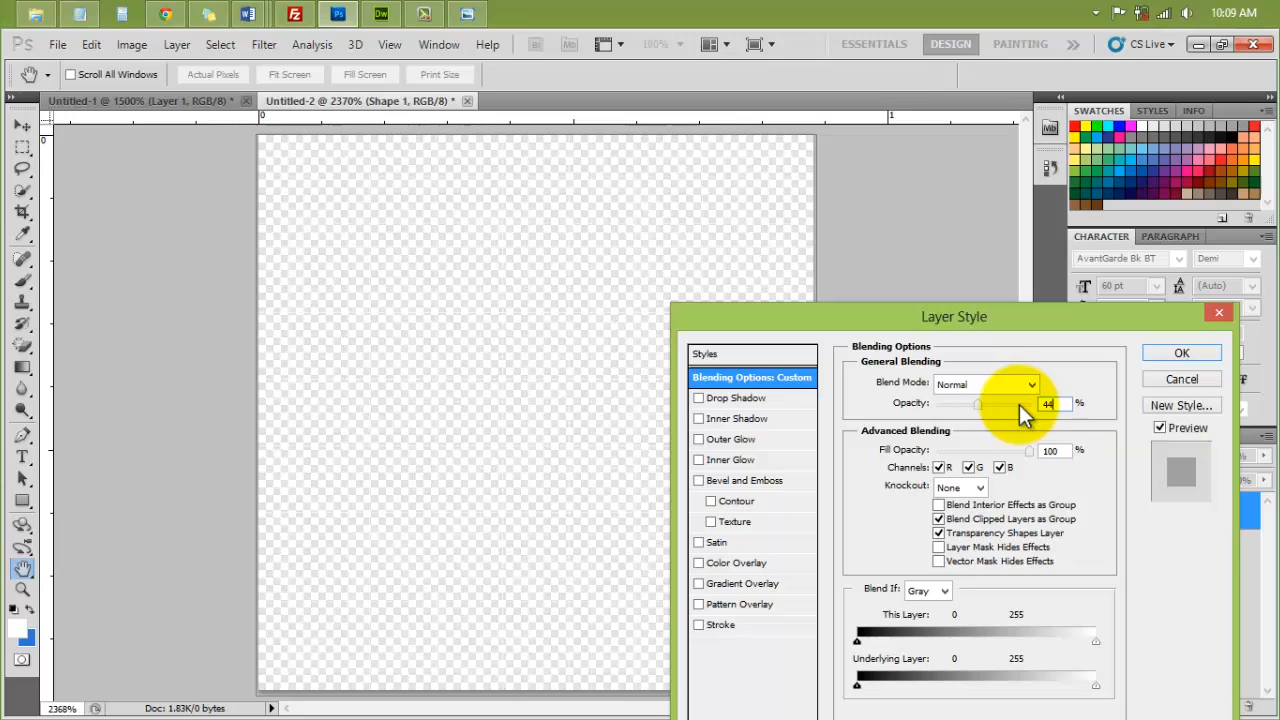 10:09 AM
Ps File Edit Image Layer Select Filter Analysis 3D View Window Help Br Mb 100% ESSENTIALS DESIGN PAINTING CS Live
Scroll All Windows Actual Pixels Fit Screen Fill Screen Print Size
Untitled-1 @ 1500% (Layer 1, RGB/8) * Untitled-2 @ 2370% (Shape 1, RGB/8) *
0 1
0
SWATCHES STYLES INFO
Mb
CHARACTER PARAGRAPH
AvantGarde Bk BT Demi
60 pt (Auto)
Layer Style
Styles
Blending Options: Custom
Drop Shadow
Inner Shadow
Outer Glow
Inner Glow
Bevel and Emboss
Contour
Texture
Satin
Color Overlay
Gradient Overlay
Pattern Overlay
Stroke
Blending Options
General Blending
Blend Mode: Normal
Opacity: 44 %
Advanced Blending
Fill Opacity: 100 %
Channels: R G B
Knockout: None
Blend Interior Effects as Group
Blend Clipped Layers as Group
Transparency Shapes Layer
Layer Mask Hides Effects
Vector Mask Hides Effects
Blend If: Gray
This Layer: 0 255
Underlying Layer: 0 255
OK
Cancel
New Style...
Preview
2368% Doc: 1.83K/0 bytes